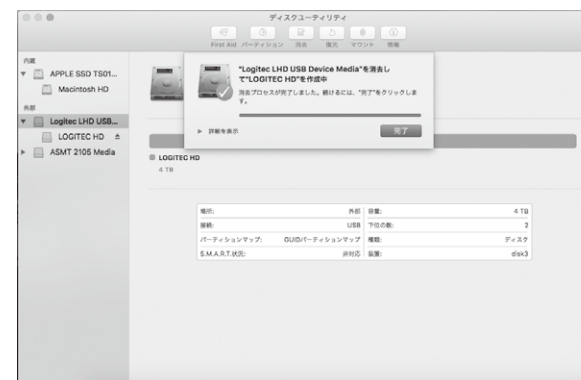 ディスクユーティリティ
First Aid パーティション 消去 復元 マウント 情報
内蔵
APPLE SSD TS01...
Macintosh HD
外部
Logitec LHD USB...
LOGITEC HD
ASMT 2105 Media
"Logitec LHD USB Device Media"を消去し
て"LOGITEC HD"を作成中
消去プロセスが完了しました。続けるには、"完了"をクリックしま
す。
詳細を表示
完了
LOGITEC HD
4 TB
場所: 外部 容量: 4 TB
接続: USB 下位の数: 2
パーティションマップ: GUIDパーティションマップ 種類: ディスク
S.M.A.R.T.状況: 非対応 装置: disk3